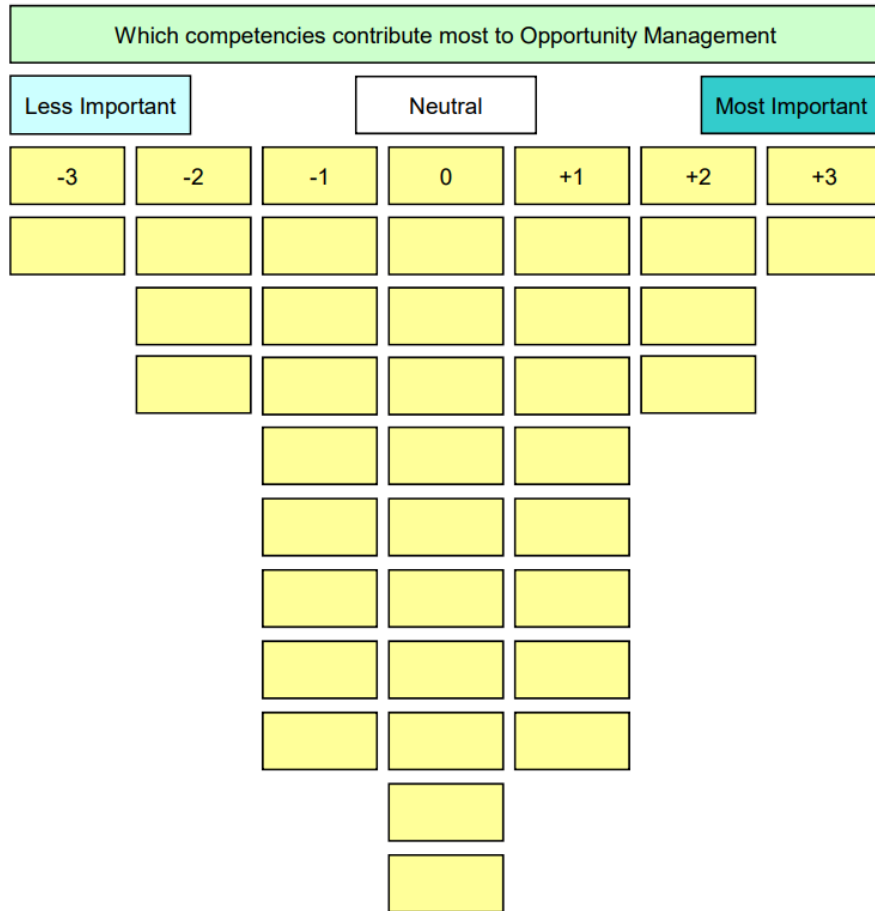 Which competencies contribute most to Opportunity Management
Less Important Neutral Most Important
-3 -2 -1 0 +1 +2 +3